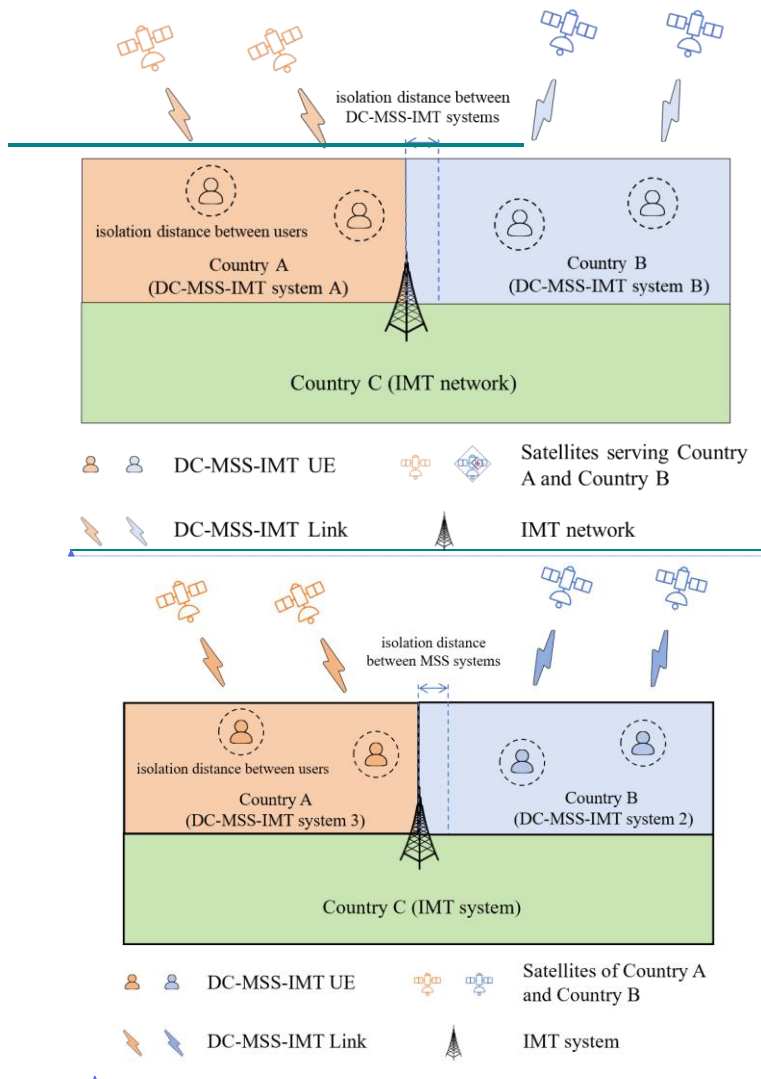 isolation distance between
DC-MSS-IMT systems
isolation distance between users
Country A
(DC-MSS-IMT system A)
Country B
(DC-MSS-IMT system B)
Country C (IMT network)
DC-MSS-IMT UE
Satellites serving Country
A and Country B
DC-MSS-IMT Link
IMT network
isolation distance
between MSS systems
isolation distance between users
Country A
(DC-MSS-IMT system 3)
Country B
(DC-MSS-IMT system 2)
Country C (IMT system)
DC-MSS-IMT UE
Satellites of Country A
and Country B
DC-MSS-IMT Link
IMT system